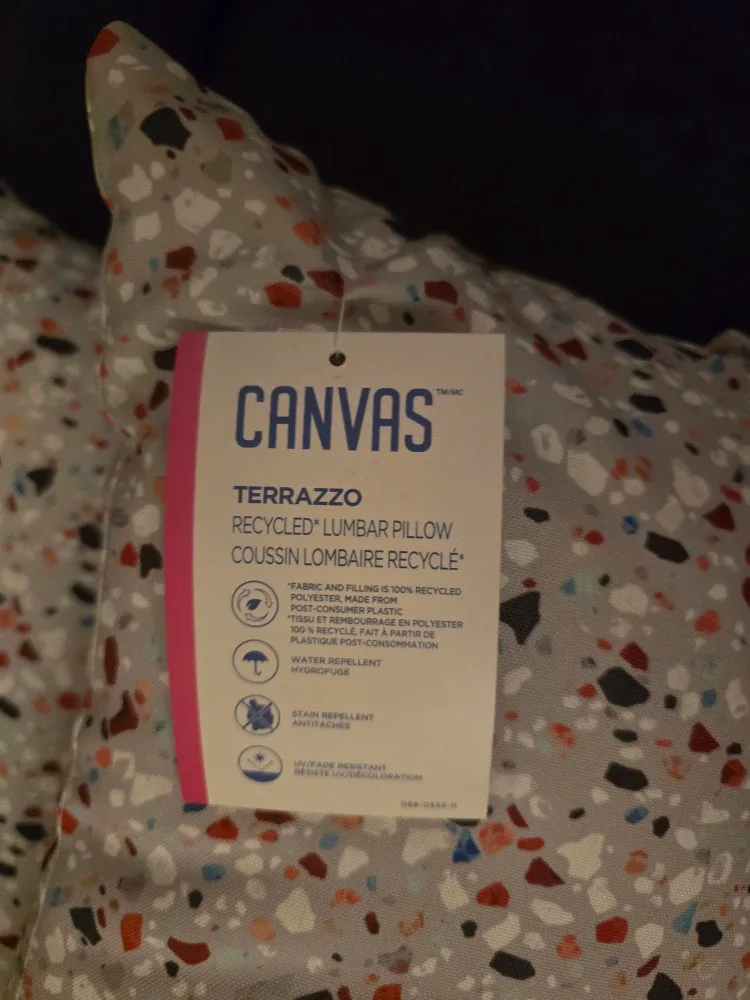 CANVAS™/MC
TERRAZZO
RECYCLED* LUMBAR PILLOW
COUSSIN LOMBAIRE RECYCLÉ*
*FABRIC AND FILLING IS 100% RECYCLED
POLYESTER, MADE FROM
POST-CONSUMER PLASTIC
*TISSU ET REMBOURRAGE EN POLYESTER
100 % RECYCLÉ, FAIT À PARTIR DE
PLASTIQUE POST-CONSOMMATION
WATER REPELLENT
HYDROFUGE
STAIN REPELLENT
ANTITACHES
UV/FADE RESISTANT
RÉSISTE UV/DÉCOLORATION